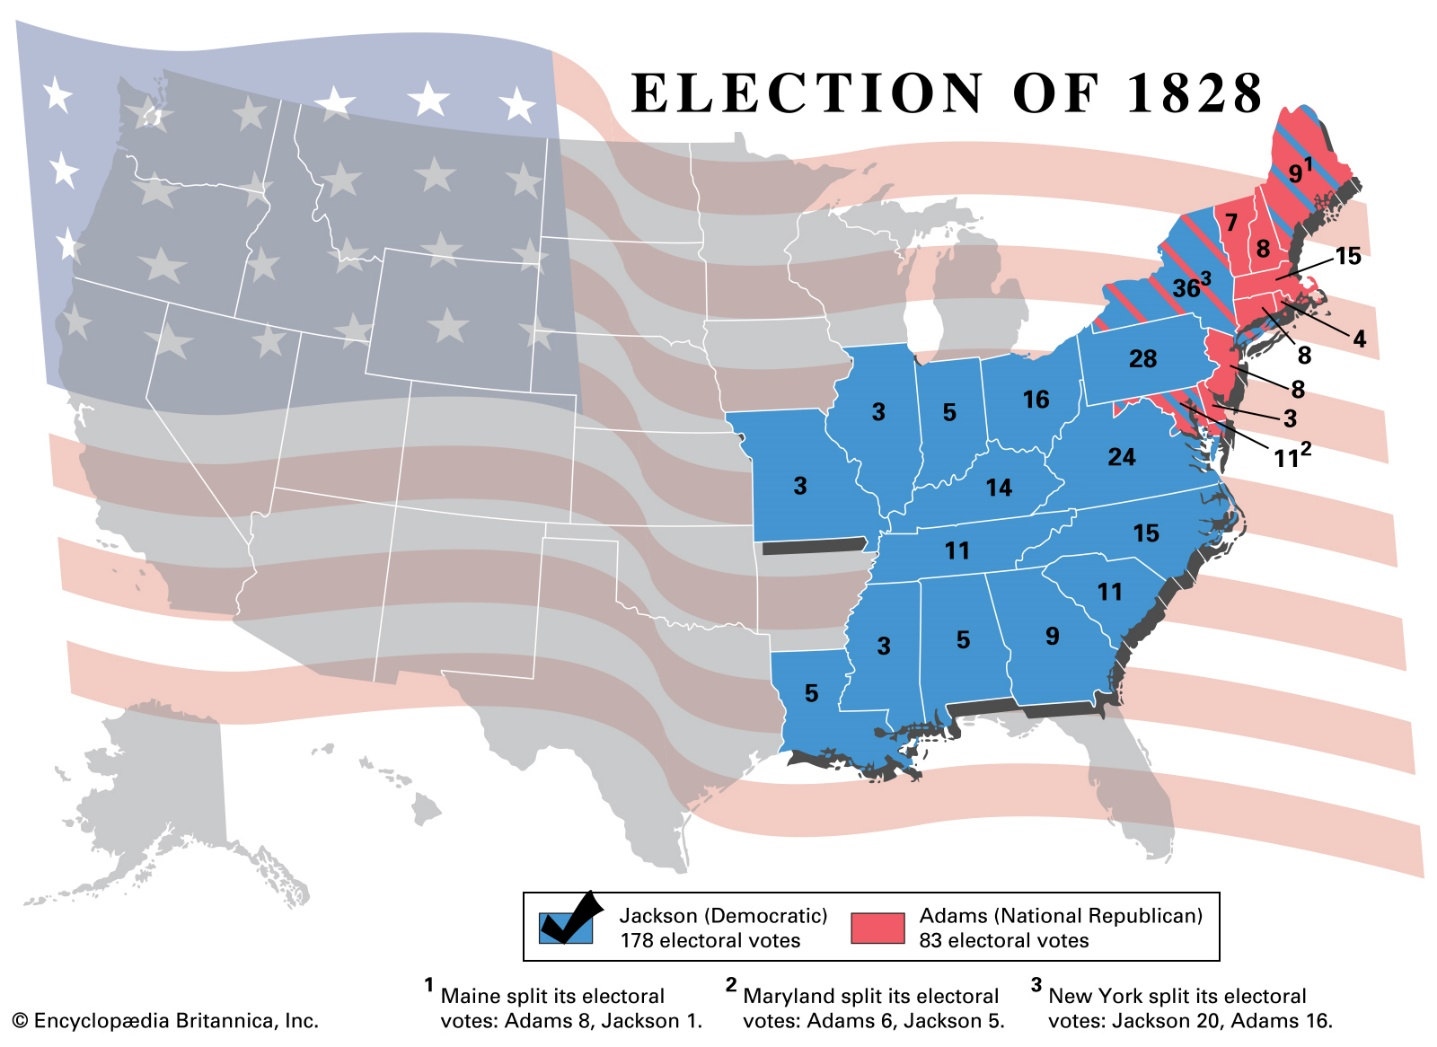 ELECTION OF 1828
9¹
7
8
15
36³
4
8
28
8
3
11²
3
5
16
24
3
14
15
11
11
3
5
9
5
Jackson (Democratic)
178 electoral votes
Adams (National Republican)
83 electoral votes
1 Maine split its electoral
votes: Adams 8, Jackson 1.
2 Maryland split its electoral
votes: Adams 6, Jackson 5.
3 New York split its electoral
votes: Jackson 20, Adams 16.
© Encyclopædia Britannica, Inc.